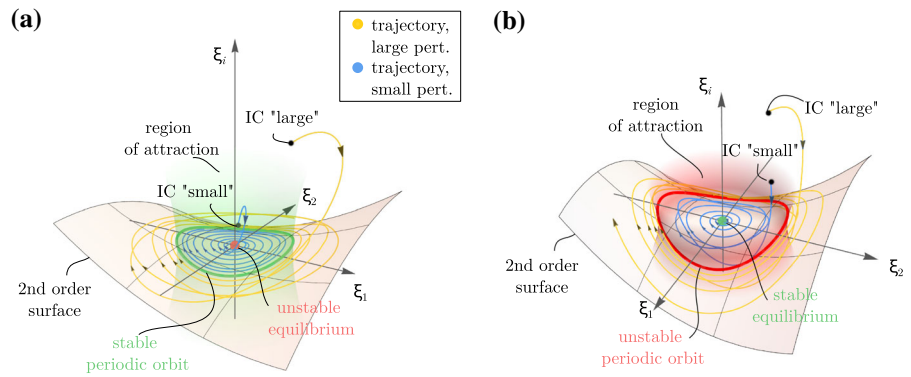 (a)
ξi
trajectory,
large pert.
trajectory,
small pert.
IC "large"
region
of attraction
IC "small"
ξ2
ξ1
2nd order
surface
unstable
equilibrium
stable
periodic orbit
(b)
ξi
IC "large"
region
of attraction
IC "small"
ξ2
2nd order
surface
ξ1
stable
equilibrium
unstable
periodic orbit